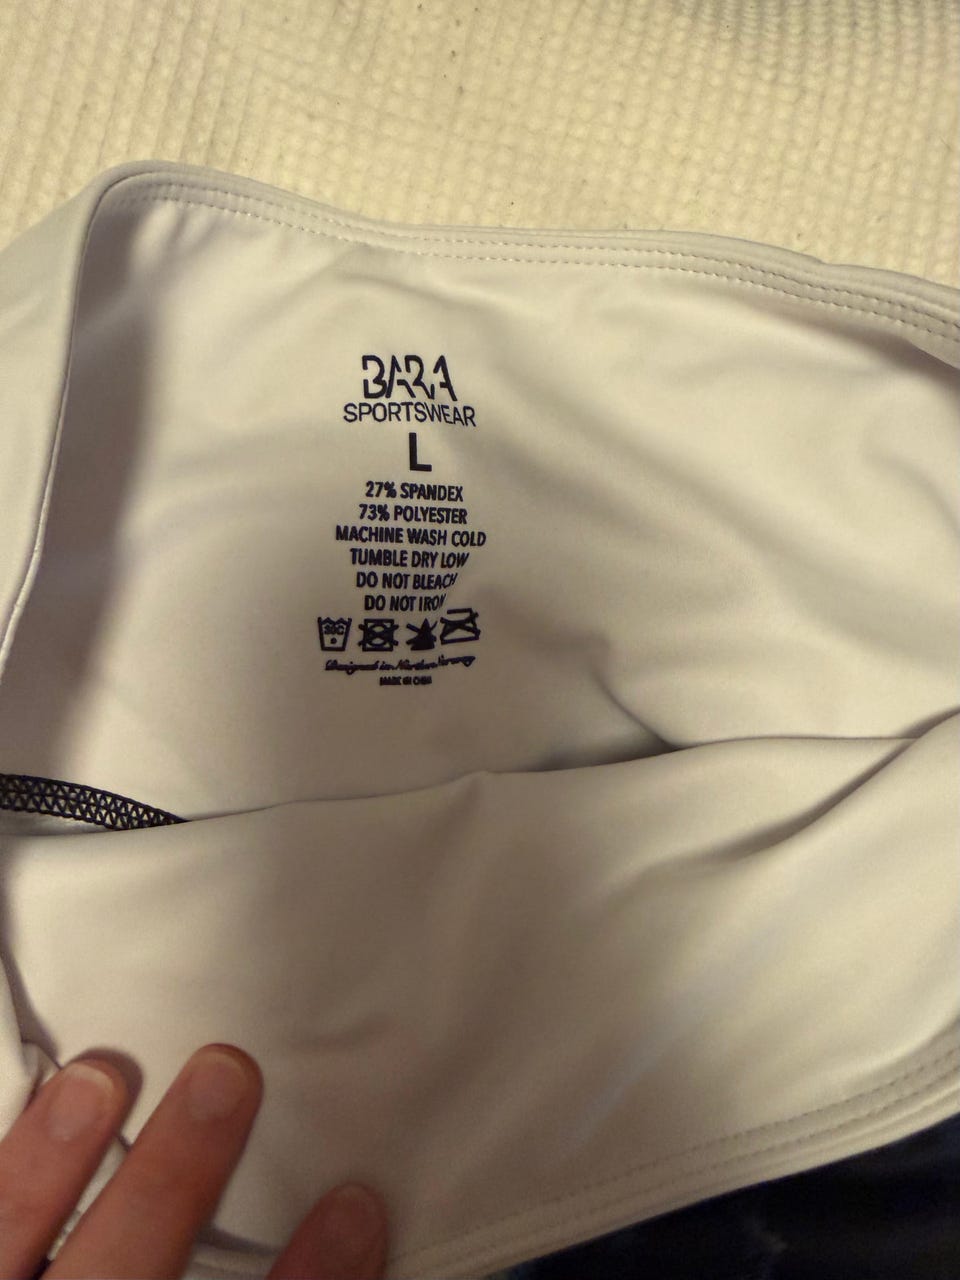 BARA
SPORTSWEAR
L
27% SPANDEX
73% POLYESTER
MACHINE WASH COLD
TUMBLE DRY LOW
DO NOT BLEACH
DO NOT IRON
30C
Designed in Northern Norway
MADE IN CHINA